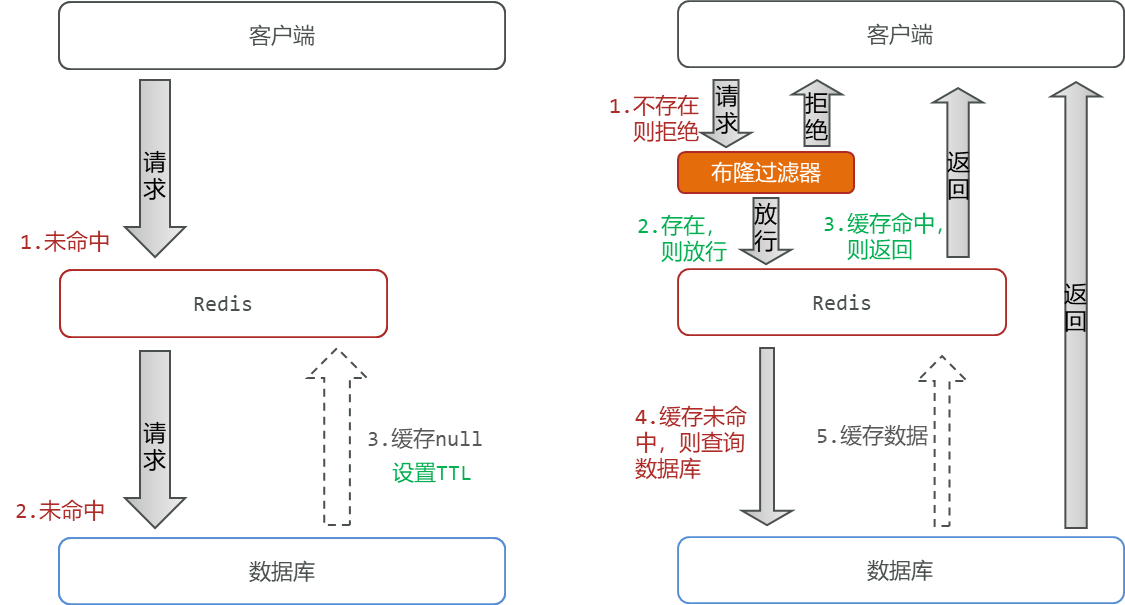 客户端
请
求
1.未命中
Redis
请
求
3.缓存null
设置TTL
2.未命中
数据库
客户端
1.不存在
则拒绝
请
求
拒
绝
布隆过滤器
2.存在,
则放行
放
行
3.缓存命中,
则返回
返
回
Redis
返
回
4.缓存未命
中，则查询
数据库
5.缓存数据
数据库